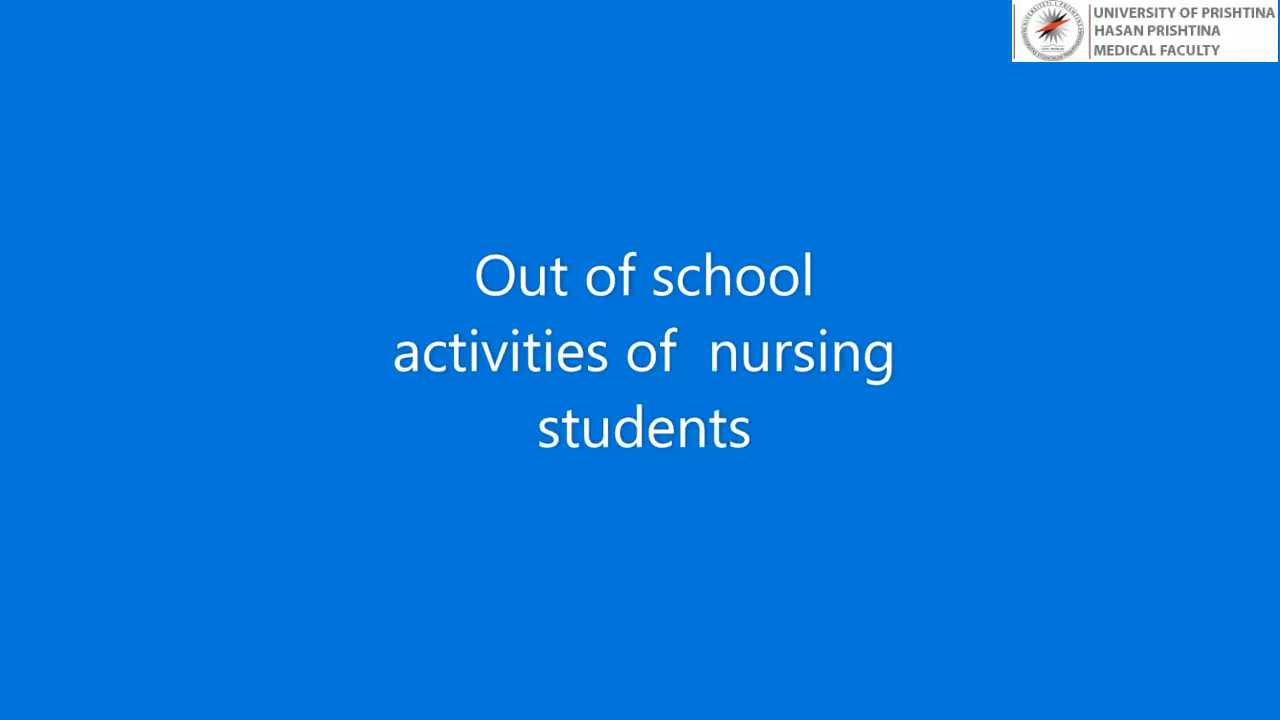 UNIVERSITY OF PRISHTINA
HASAN PRISHTINA
MEDICAL FACULTY
Out of school
activities of  nursing
students